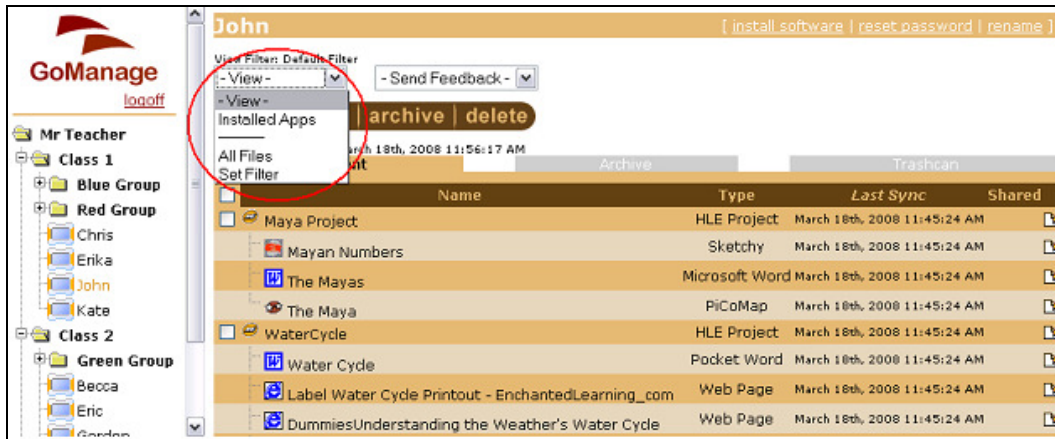 GoManage
logoff
Mr Teacher
Class 1
Blue Group
Red Group
Chris
Erika
John
Kate
Class 2
Green Group
Becca
Eric
Gordon
John
[ install software | reset password | rename ]
View Filter: Default Filter
- View -
- Send Feedback -
- View -
Installed Apps
All Files
Set Filter
| archive | delete
March 18th, 2008 11:56:17 AM
Archive
Trashcan
Name Type Last Sync Shared
Maya Project HLE Project March 18th, 2008 11:45:24 AM
Mayan Numbers Sketchy March 18th, 2008 11:45:24 AM
The Mayas Microsoft Word March 18th, 2008 11:45:24 AM
The Maya PiCoMap March 18th, 2008 11:45:24 AM
WaterCycle HLE Project March 18th, 2008 11:45:24 AM
Water Cycle Pocket Word March 18th, 2008 11:45:24 AM
Label Water Cycle Printout - EnchantedLearning_com Web Page March 18th, 2008 11:45:24 AM
DummiesUnderstanding the Weather's Water Cycle Web Page March 18th, 2008 11:45:24 AM